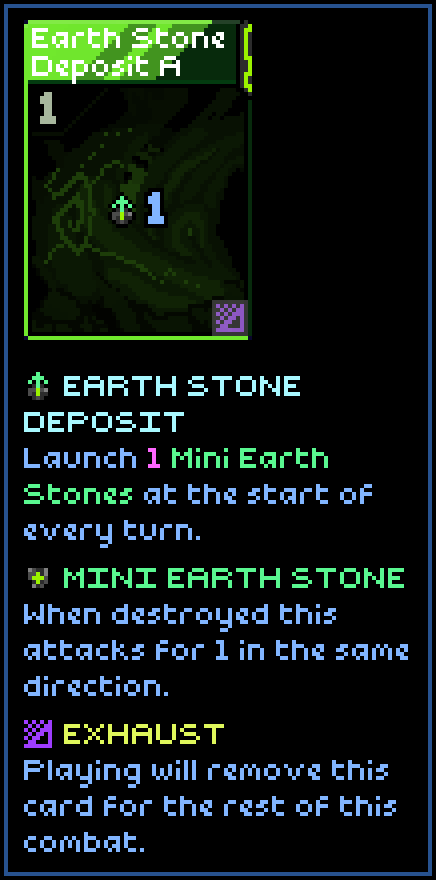 Earth Stone
Deposit A
1
1
EARTH STONE
DEPOSIT
Launch 1 Mini Earth
Stones at the start of
every turn.
MINI EARTH STONE
When destroyed this
attacks for 1 in the same
direction.
EXHAUST
Playing will remove this
card for the rest of this
combat.